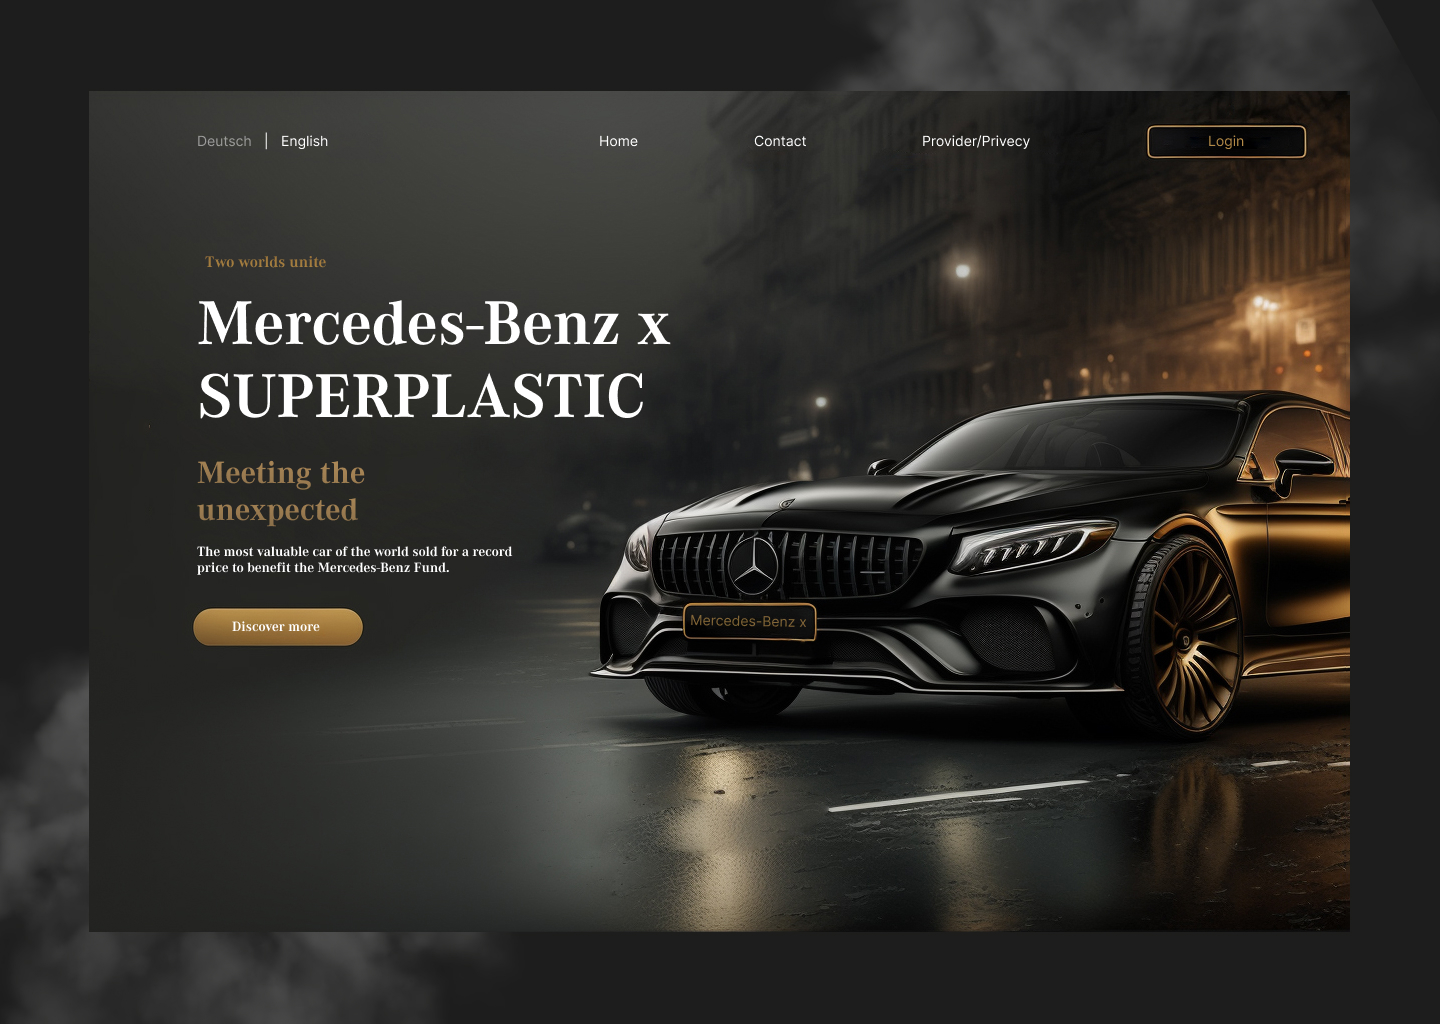 Deutsch | English
Home
Contact
Provider/Privecy
Login
Two worlds unite
Mercedes-Benz x
SUPERPLASTIC
Meeting the
unexpected
The most valuable car of the world sold for a record
price to benefit the Mercedes-Benz Fund.
Discover more
Mercedes-Benz x